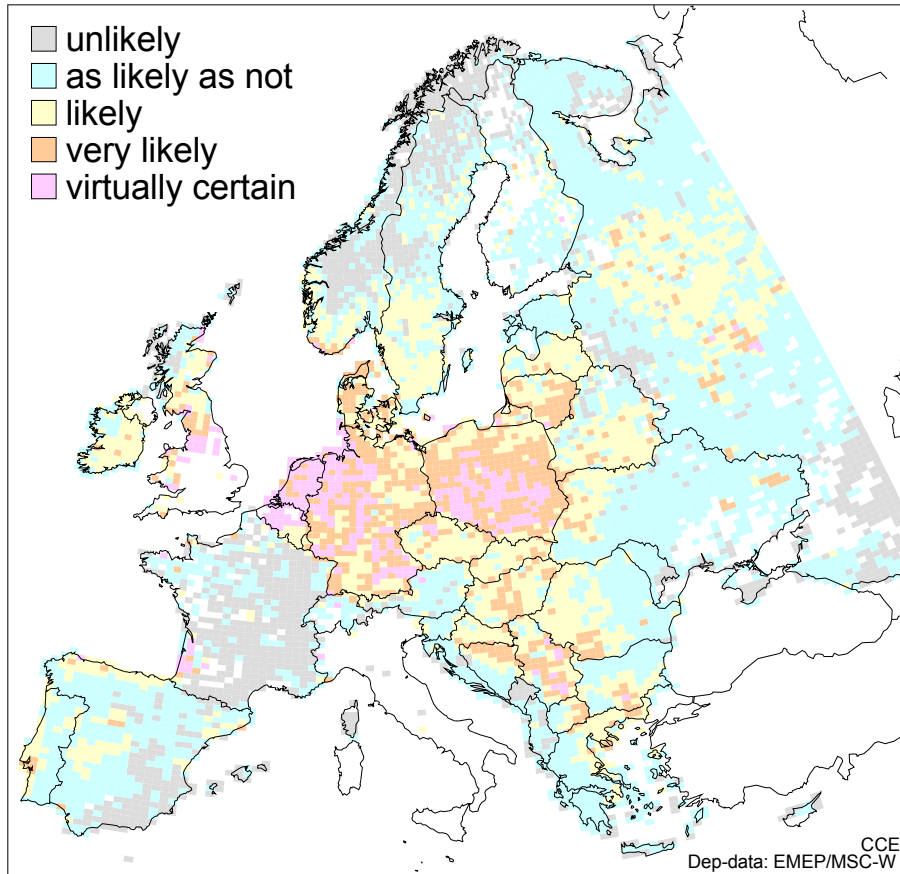 unlikely
as likely as not
likely
very likely
virtually certain
CCE
Dep-data: EMEP/MSC-W